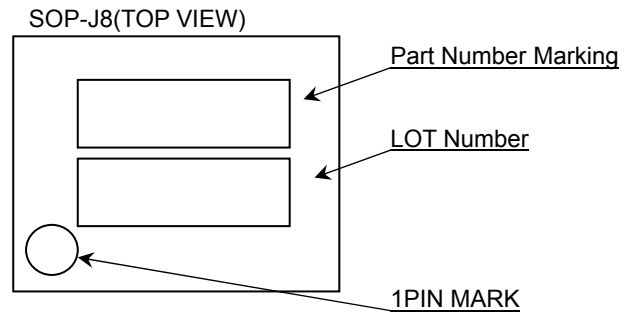 SOP-J8(TOP VIEW)
Part Number Marking
LOT Number
1PIN MARK